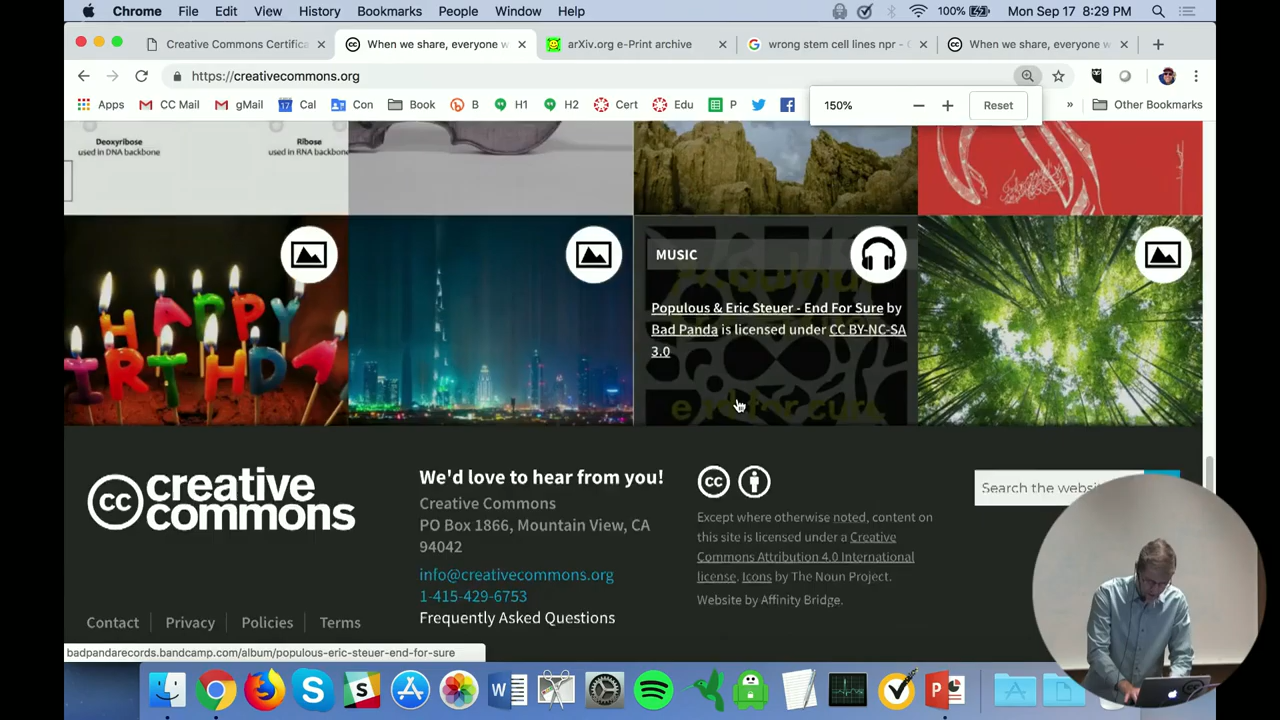 Chrome File Edit View History Bookmarks People Window Help 100% Mon Sep 17 8:29 PM
Creative Commons Certifica × When we share, everyone w × arXiv.org e-Print archive × wrong stem cell lines npr - × When we share, everyone w ×
https://creativecommons.org
Apps CC Mail gMail 17 Cal Con Book B H1 H2 Cert Edu P » Other Bookmarks
150% Reset
Deoxyribose
used in DNA backbone
Ribose
used in RNA backbone
HAPPY
BIRTHDA
MUSIC
Populous & Eric Steuer - End For Sure by
Bad Panda is licensed under CC BY-NC-SA
3.0
cc creative
commons
We'd love to hear from you!
Creative Commons
PO Box 1866, Mountain View, CA
94042
info@creativecommons.org
1-415-429-6753
Frequently Asked Questions
cc
Except where otherwise noted, content on
this site is licensed under a Creative
Commons Attribution 4.0 International
license. Icons by The Noun Project.
Website by Affinity Bridge.
Search the website
Contact Privacy Policies Terms
badpandarecords.bandcamp.com/album/populous-eric-steuer-end-for-sure